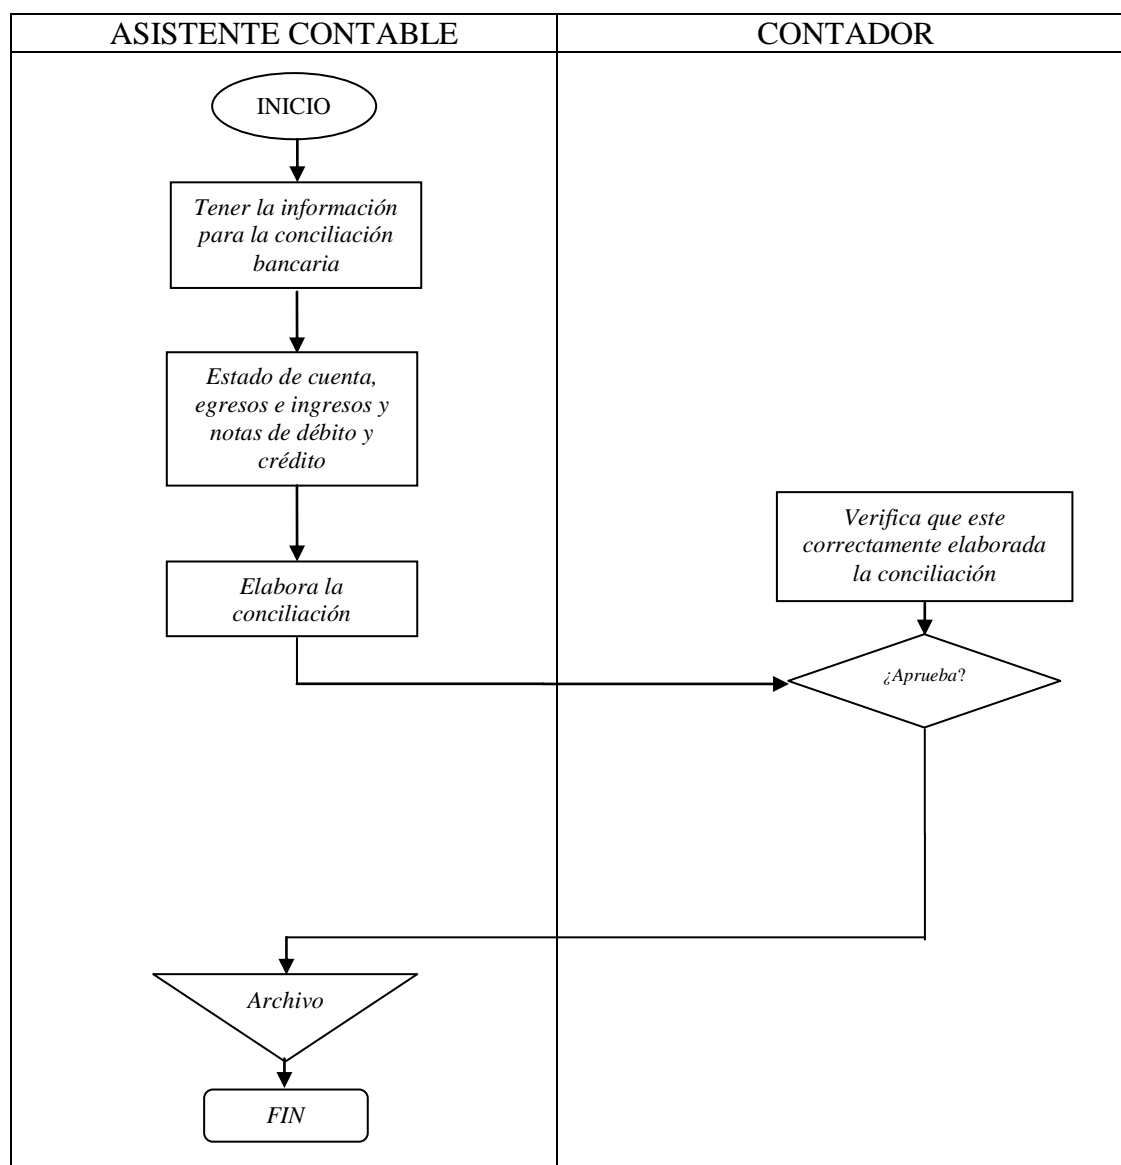 ASISTENTE CONTABLE
CONTADOR
INICIO
Tener la información
para la conciliación
bancaria
Estado de cuenta,
egresos e ingresos y
notas de débito y
crédito
Elabora la
conciliación
Verifica que este
correctamente elaborada
la conciliación
¿Aprueba?
Archivo
FIN